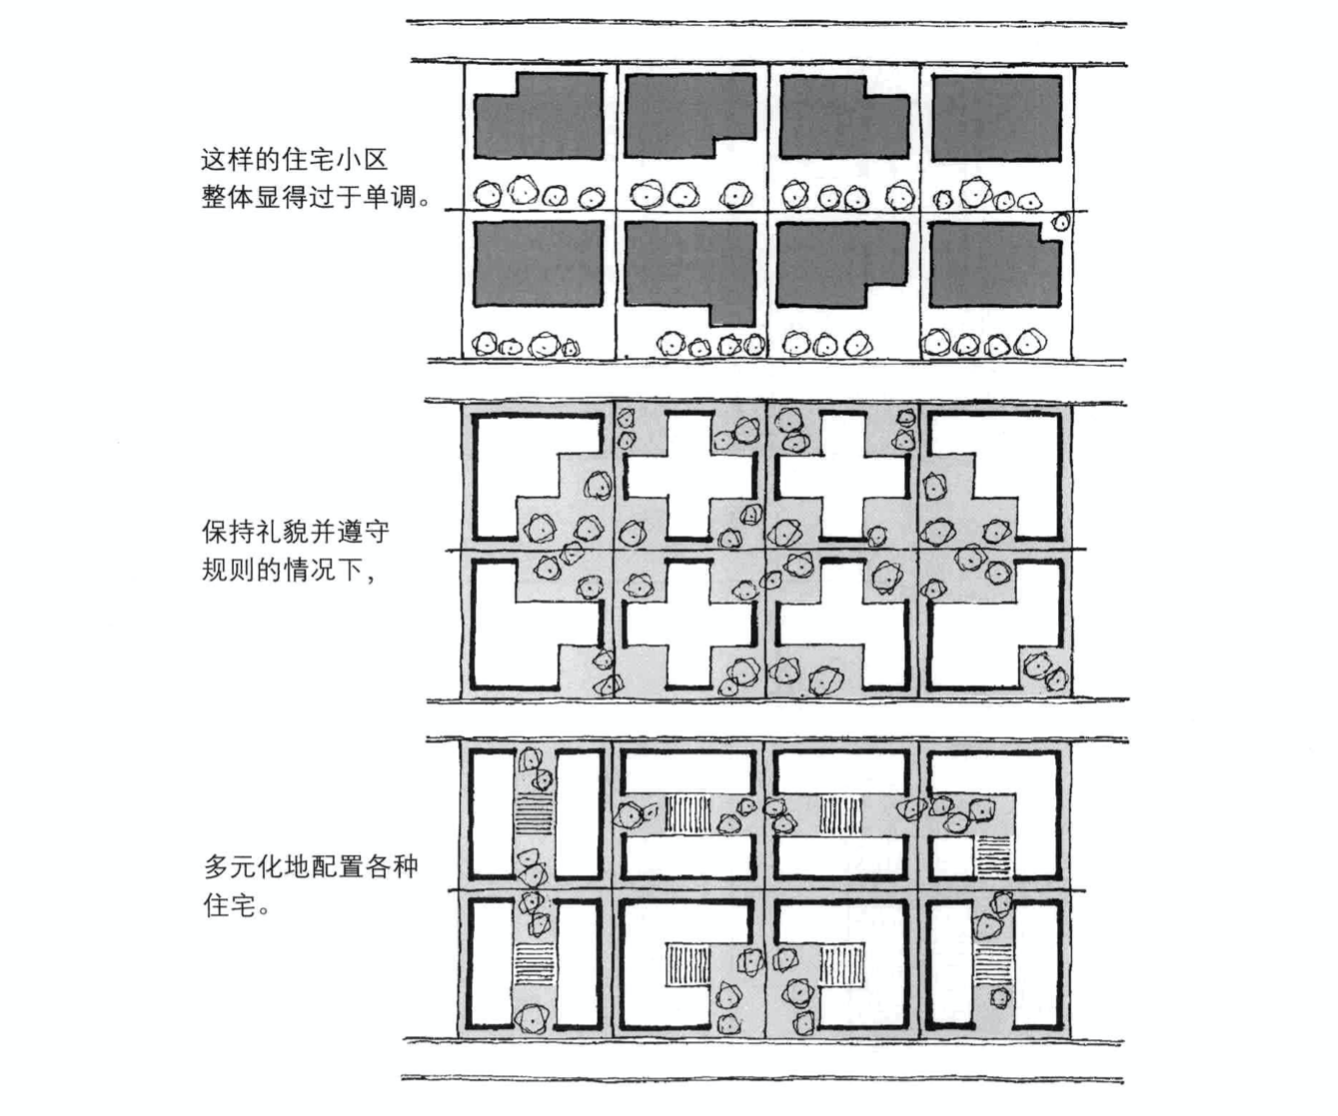 这样的住宅小区
整体显得过于单调。
保持礼貌并遵守
规则的情况下，
多元化地配置各种
住宅。